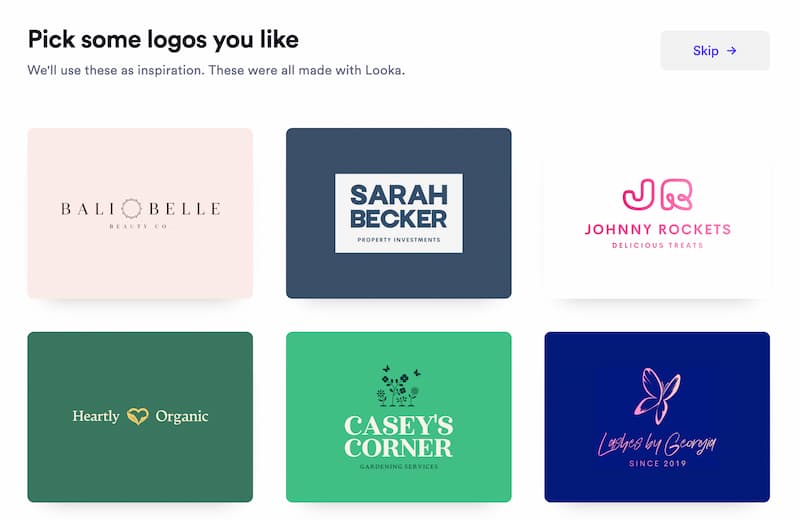 Pick some logos you like
Skip →
We'll use these as inspiration. These were all made with Looka.
BALI BELLE
BEAUTY CO
SARAH
BECKER
PROPERTY INVESTMENTS
JR
JOHNNY ROCKETS
DELICIOUS TREATS
Heartly Organic
CASEY'S
CORNER
GARDENING SERVICES
Lashes by Georgia
SINCE 2019